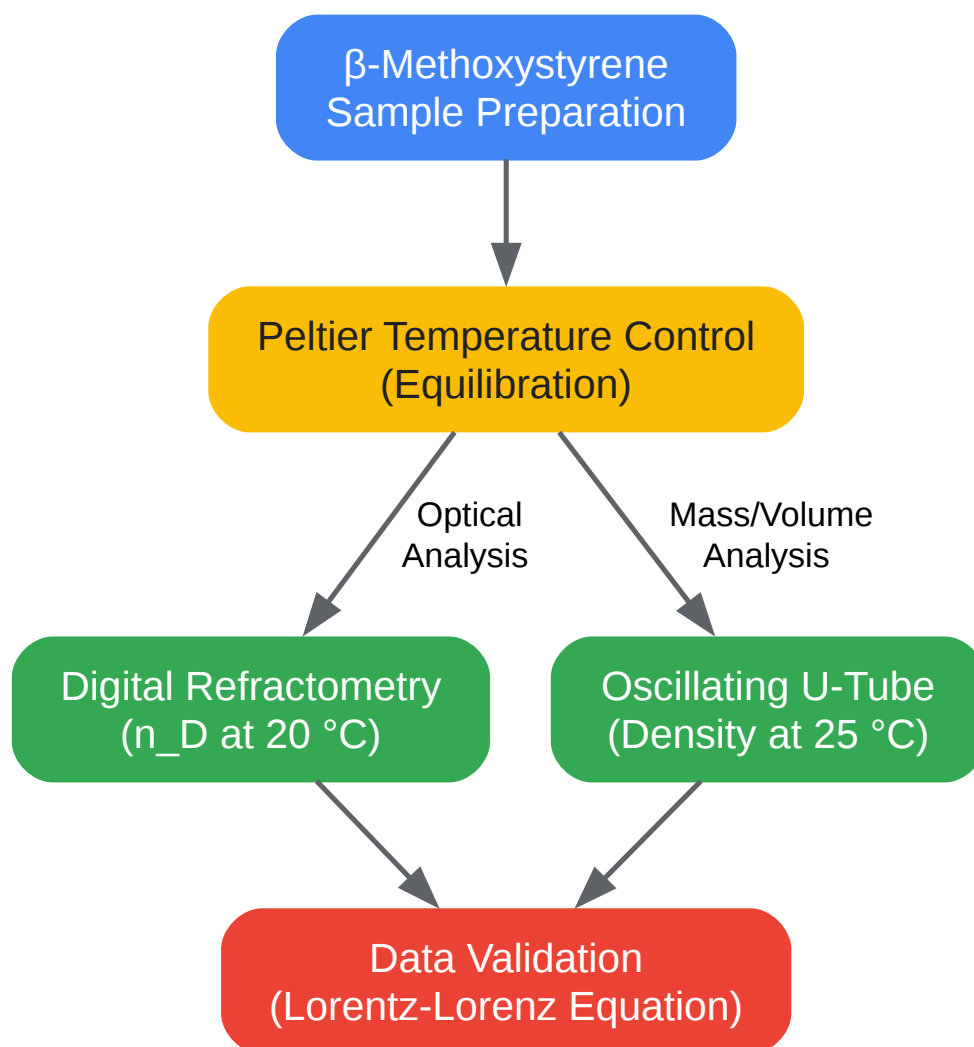 β-Methoxystyrene
Sample Preparation
Peltier Temperature Control
(Equilibration)
Optical
Analysis
Mass/Volume
Analysis
Digital Refractometry
(n_D at 20 °C)
Oscillating U-Tube
(Density at 25 °C)
Data Validation
(Lorentz-Lorenz Equation)